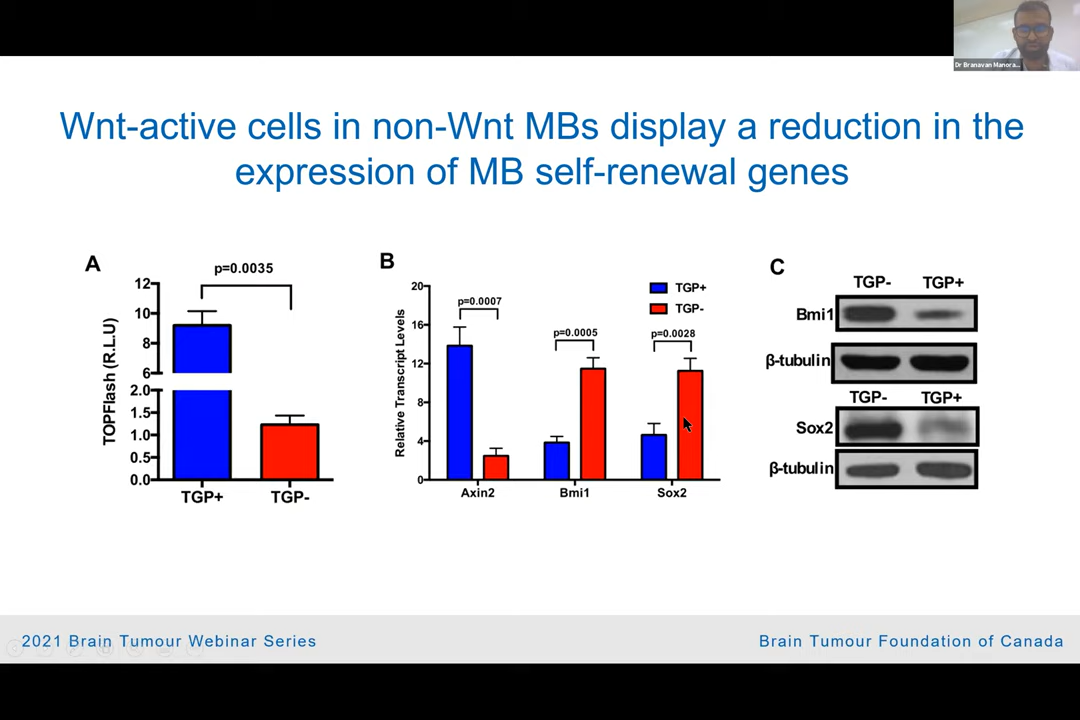 Dr Branavan Manora...
Wnt-active cells in non-Wnt MBs display a reduction in the
expression of MB self-renewal genes
A
p=0.0035
TOPFlash (R.L.U)
12
10
8
6
2.0
1.5
1.0
0.5
0.0
TGP+ TGP-
B
TGP+
TGP-
Relative Transcript Levels
20
16
12
8
4
0
p=0.0007
p=0.0005
p=0.0028
Axin2 Bmi1 Sox2
C
TGP- TGP+
Bmi1
β-tubulin
TGP- TGP+
Sox2
β-tubulin
2021 Brain Tumour Webinar Series
Brain Tumour Foundation of Canada